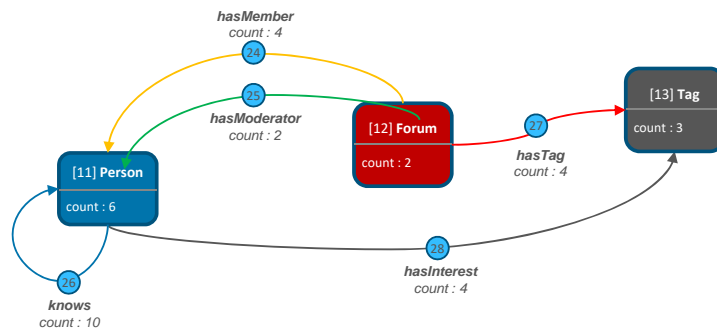 hasMember
count : 4
24
25
hasModerator
count : 2
[13] Tag
count : 3
[12] Forum
count : 2
27
hasTag
count : 4
[11] Person
count : 6
28
hasInterest
count : 4
26
knows
count : 10